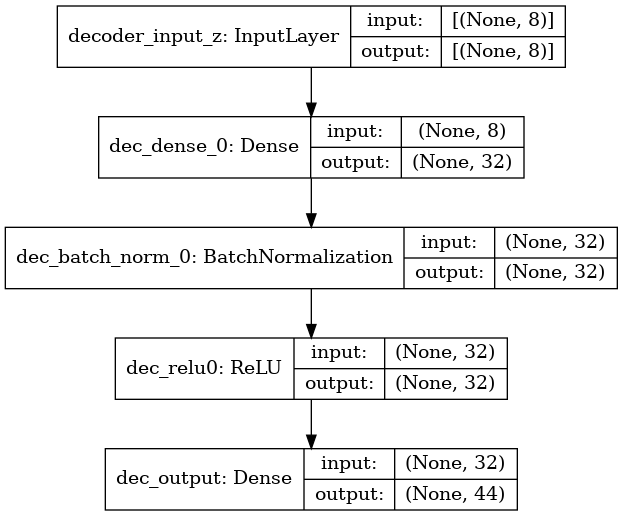 decoder_input_z: InputLayer
input: [(None, 8)]
output: [(None, 8)]
dec_dense_0: Dense
input: (None, 8)
output: (None, 32)
dec_batch_norm_0: BatchNormalization
input: (None, 32)
output: (None, 32)
dec_relu0: ReLU
input: (None, 32)
output: (None, 32)
dec_output: Dense
input: (None, 32)
output: (None, 44)